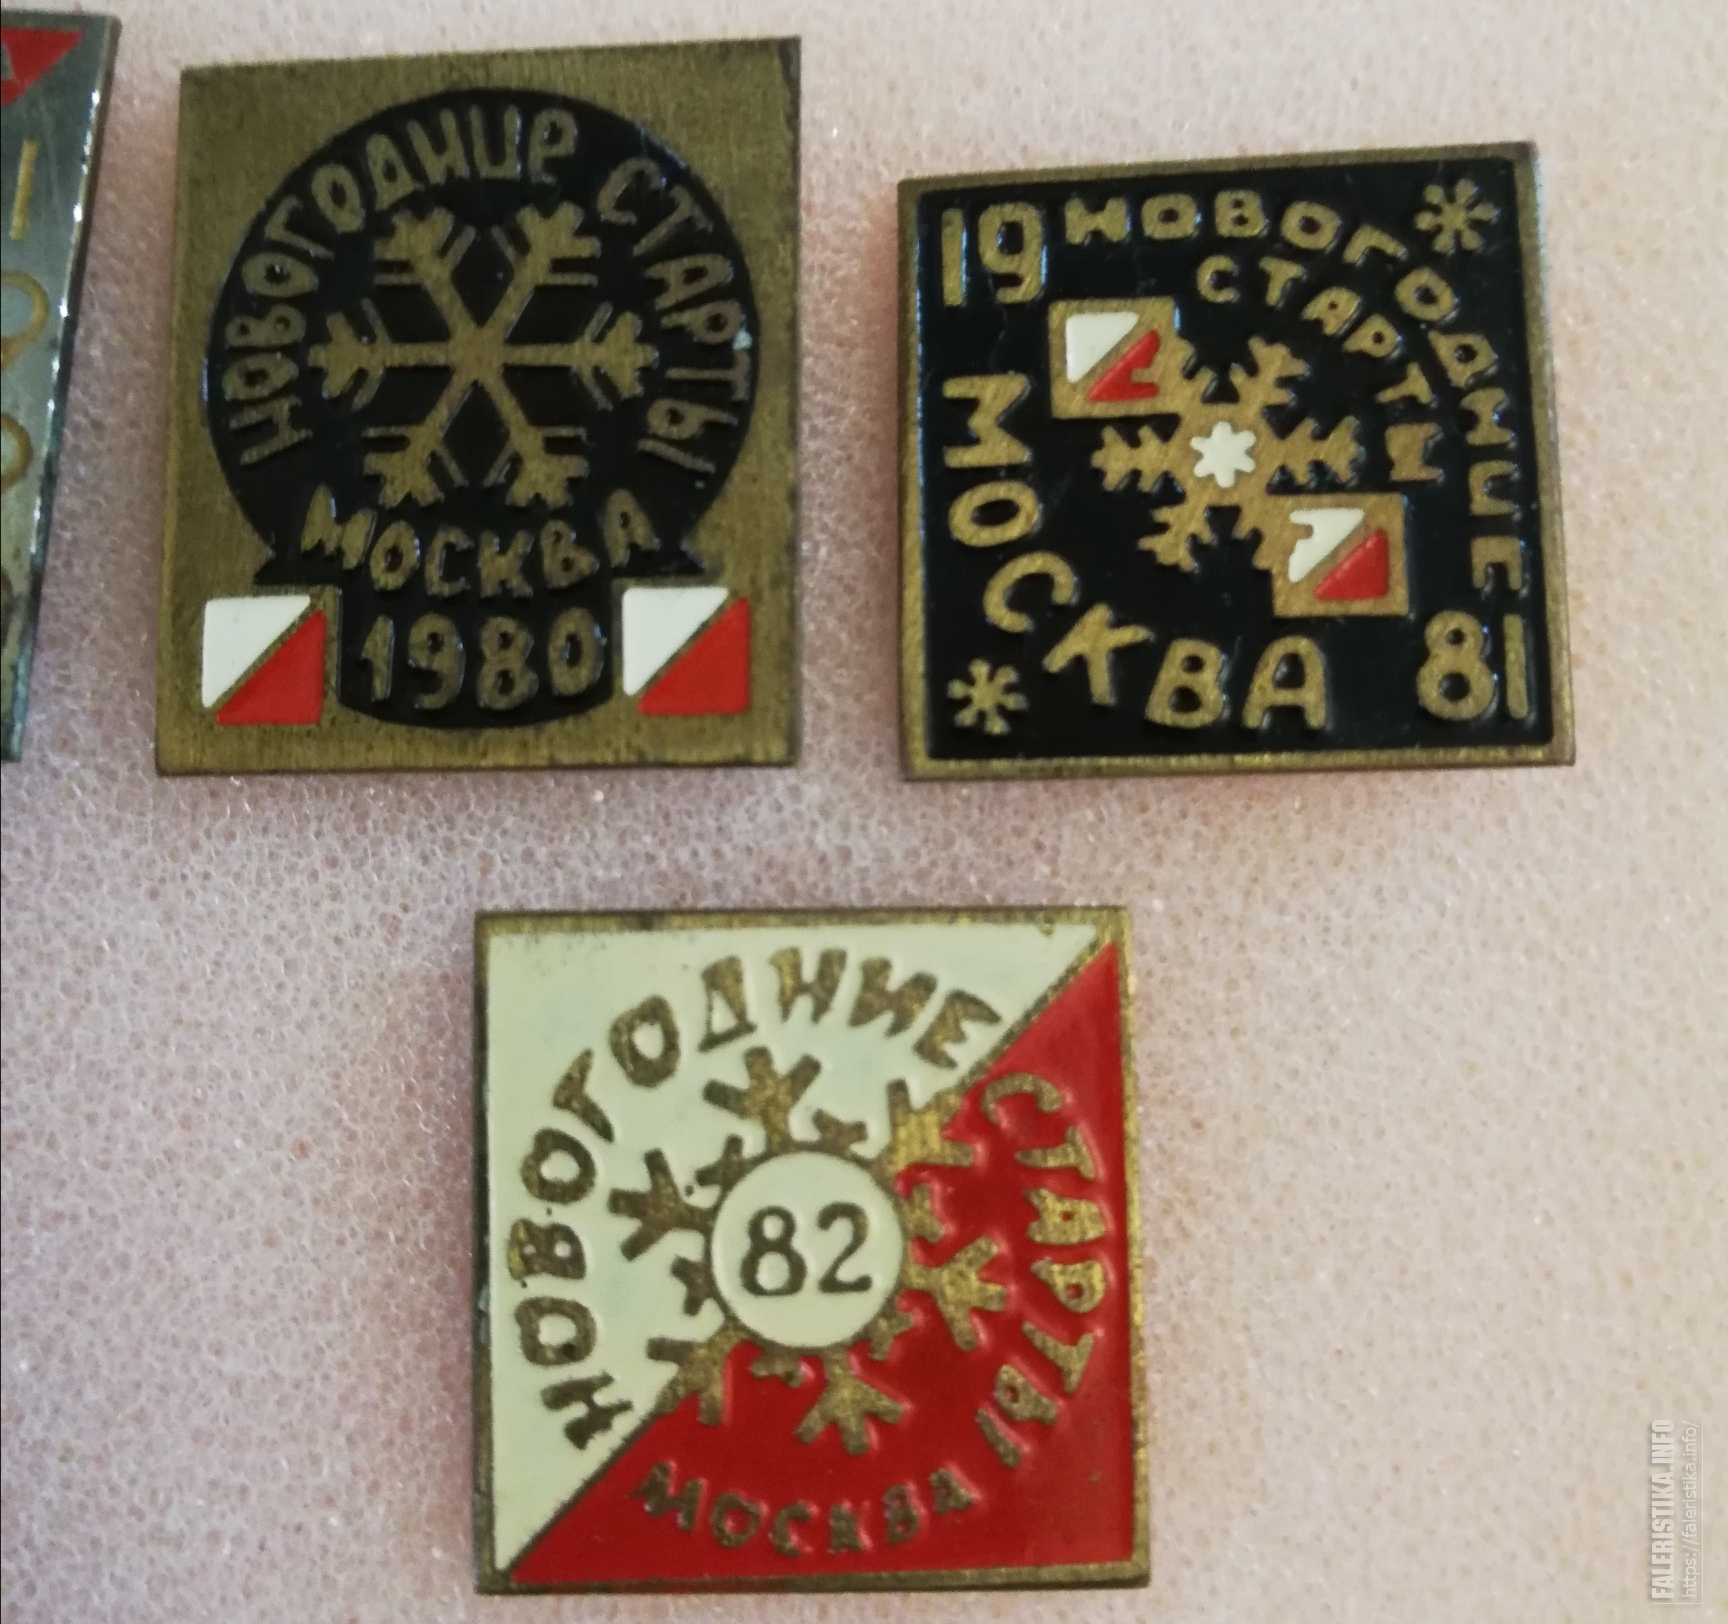 НОВОГОДНИЕ СТАРТЫ
МОСКВА
1980
19 НОВОГОДНИЕ
СТАРТЫ
МОСКВА
81
НОВОГОДНИЕ СТАРТЫ
82
МОСКВА
FALERISTIKA.INFO
https://faleristika.info/